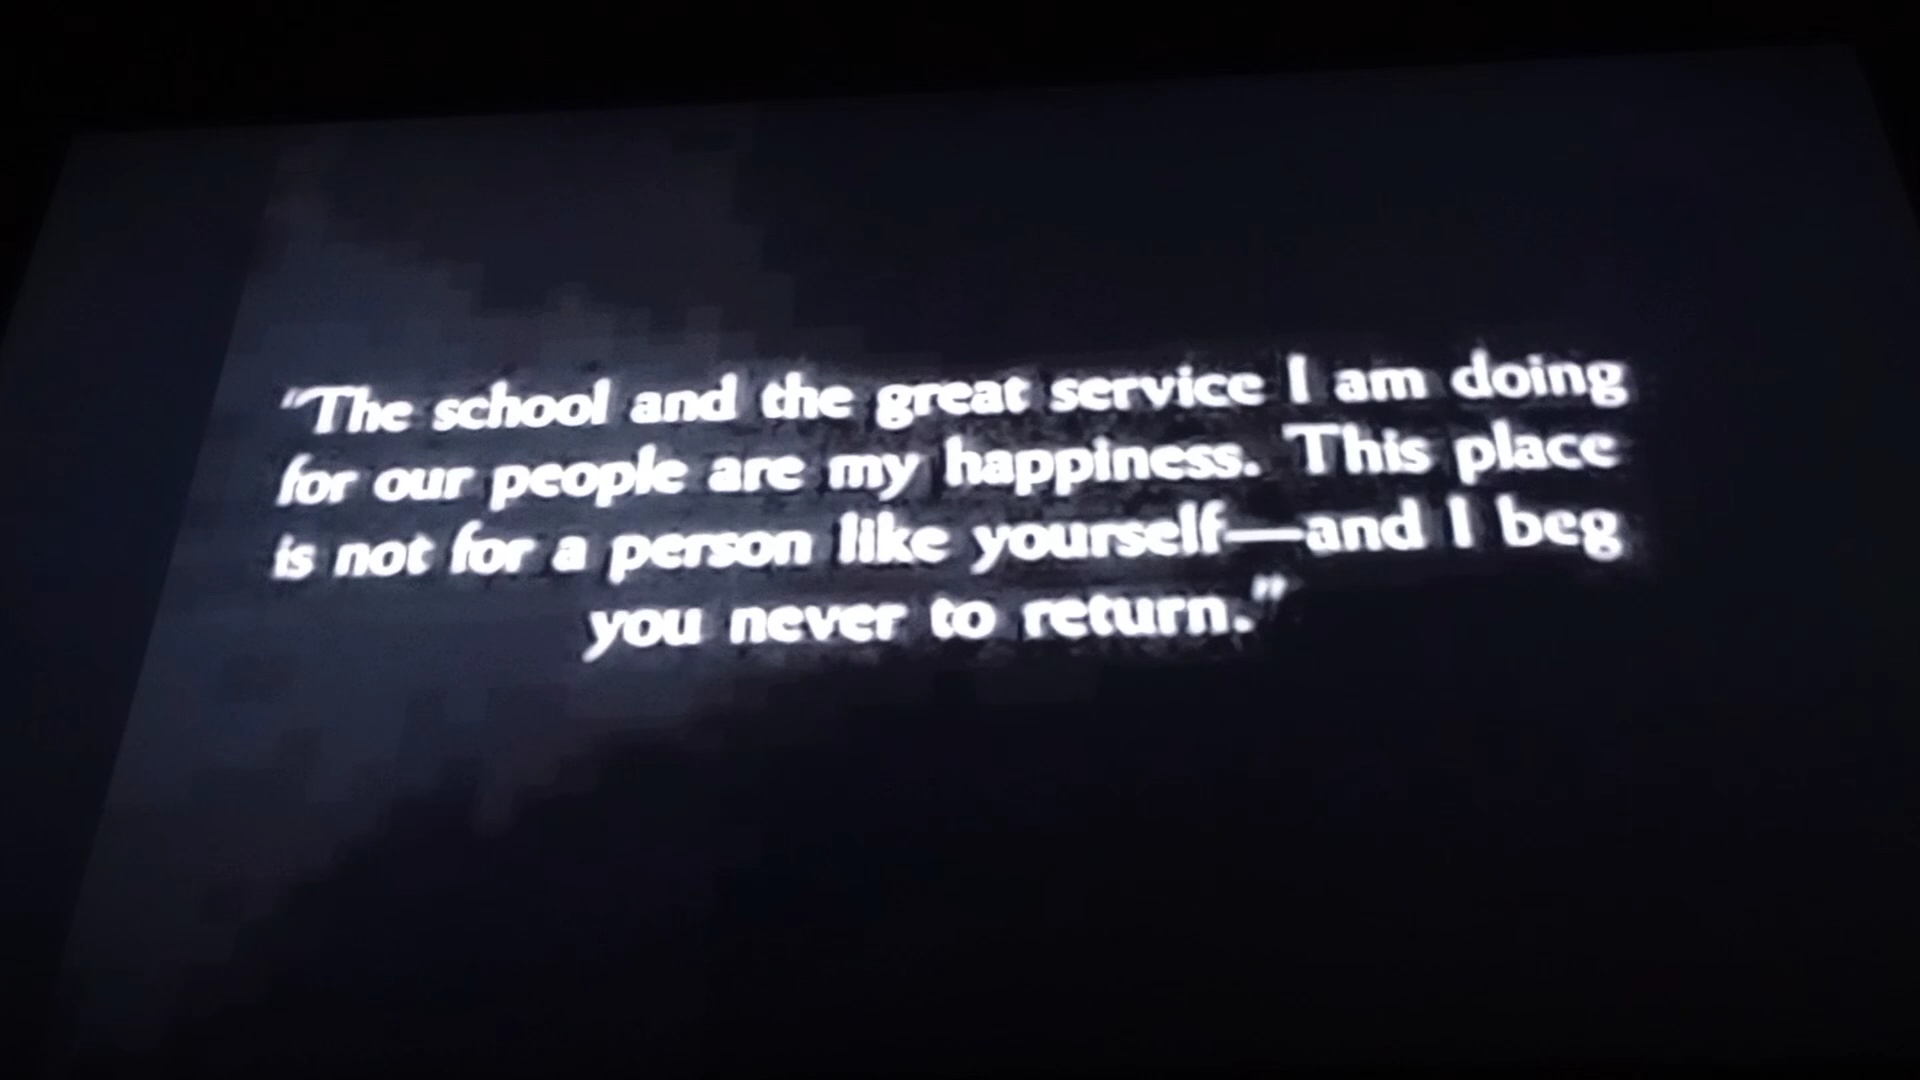 “The school and the great service I am doing
for our people are my happiness. This place
is not for a person like yourself—and I beg
you never to return.”